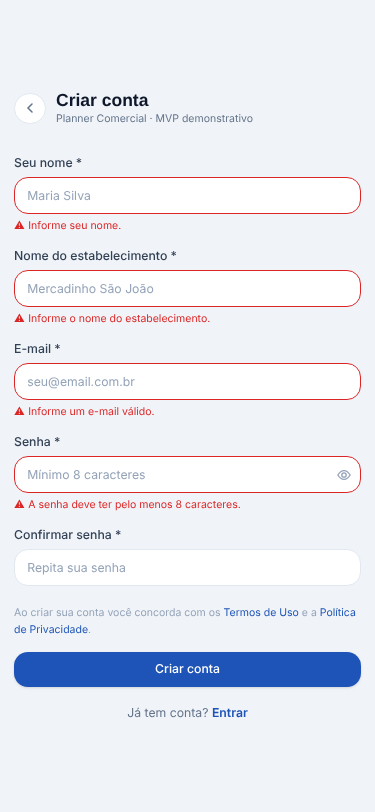 Criar conta
Planner Comercial · MVP demonstrativo
Seu nome *
Maria Silva
⚠ Informe seu nome.
Nome do estabelecimento *
Mercadinho São João
⚠ Informe o nome do estabelecimento.
E-mail *
seu@email.com.br
⚠ Informe um e-mail válido.
Senha *
Mínimo 8 caracteres
⚠ A senha deve ter pelo menos 8 caracteres.
Confirmar senha *
Repita sua senha
Ao criar sua conta você concorda com os Termos de Uso e a Política
de Privacidade.
Criar conta
Já tem conta? Entrar